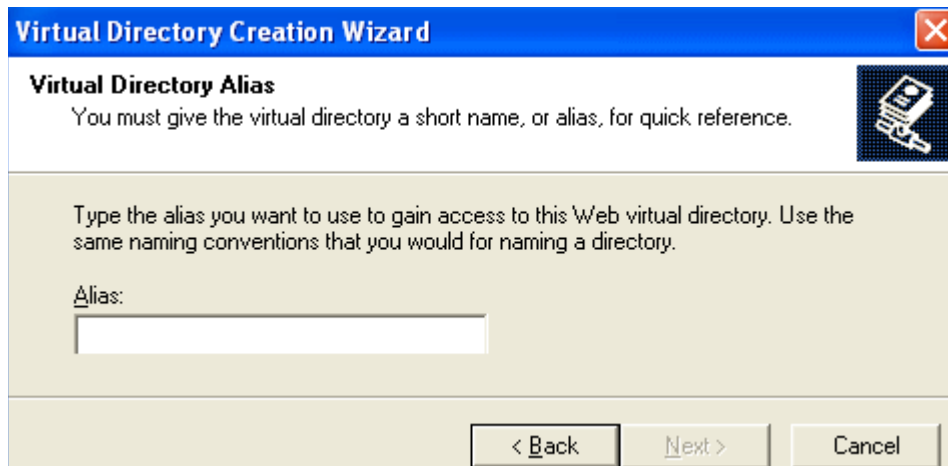 Virtual Directory Creation Wizard
Virtual Directory Alias
You must give the virtual directory a short name, or alias, for quick reference.
Type the alias you want to use to gain access to this Web virtual directory. Use the
same naming conventions that you would for naming a directory.
Alias:
< Back Next > Cancel